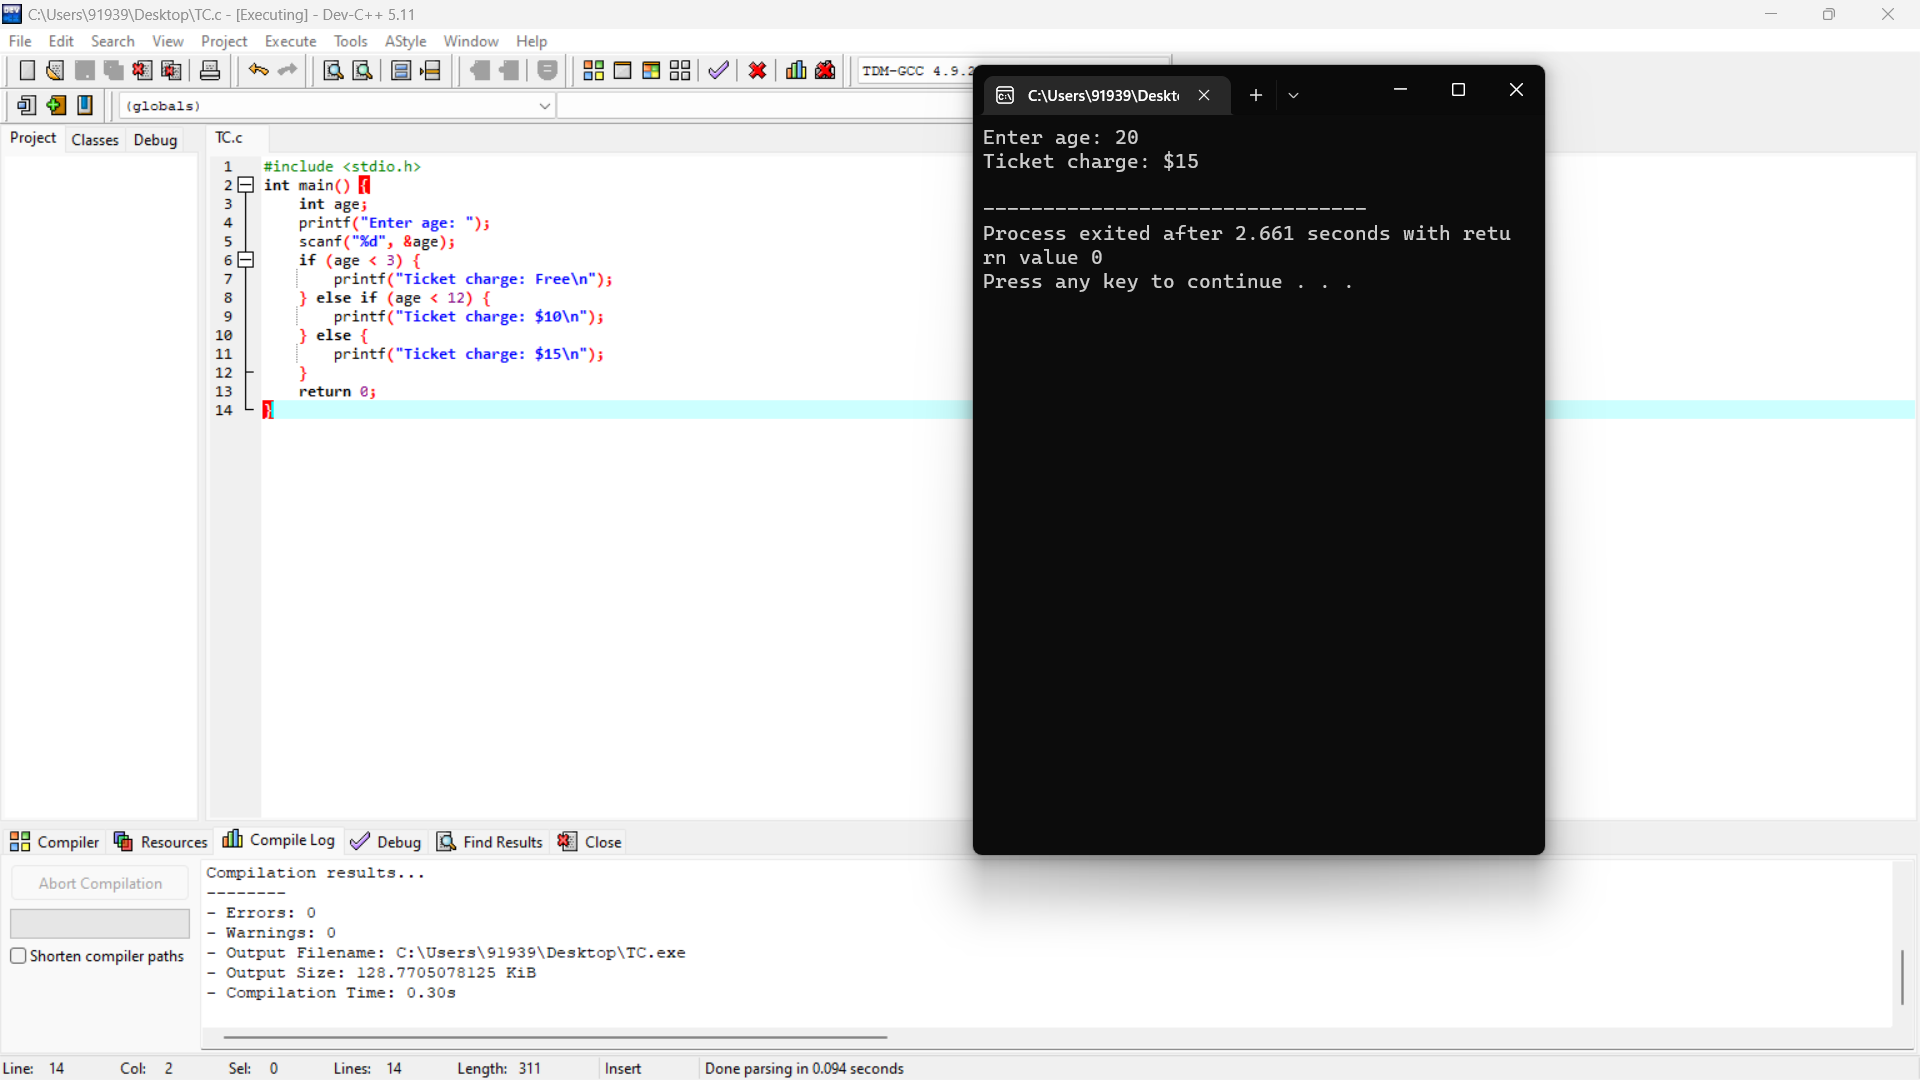 C:\Users\91939\Desktop\TC.c - [Executing] - Dev-C++ 5.11
File Edit Search View Project Execute Tools AStyle Window Help
TDM-GCC 4.9.2
(globals)
Project Classes Debug
TC.c
1 #include <stdio.h>
2 int main() {
3 int age;
4 printf("Enter age: ");
5 scanf("%d", &age);
6 if (age < 3) {
7 printf("Ticket charge: Free\n");
8 } else if (age < 12) {
9 printf("Ticket charge: $10\n");
10 } else {
11 printf("Ticket charge: $15\n");
12 }
13 return 0;
14 }
C:\Users\91939\Deskt
Enter age: 20
Ticket charge: $15
--------------------------------
Process exited after 2.661 seconds with retu
rn value 0
Press any key to continue . . .
Compiler Resources Compile Log Debug Find Results Close
Abort Compilation
Shorten compiler paths
Compilation results...
--------
- Errors: 0
- Warnings: 0
- Output Filename: C:\Users\91939\Desktop\TC.exe
- Output Size: 128.7705078125 KiB
- Compilation Time: 0.30s
Line: 14 Col: 2 Sel: 0 Lines: 14 Length: 311 Insert Done parsing in 0.094 seconds